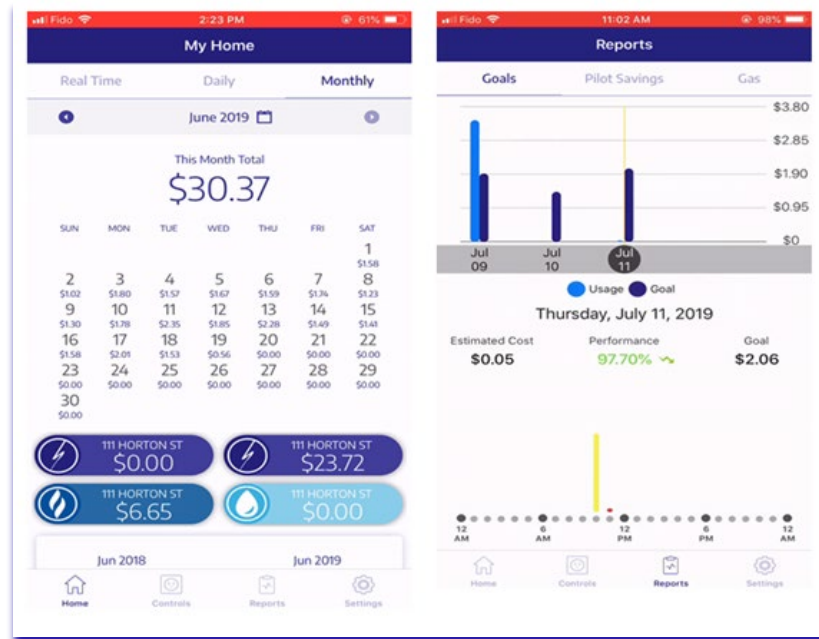 Fido 2:23 PM 61%
My Home
Real Time Daily Monthly
June 2019
This Month Total
$30.37
SUN MON TUE WED THU FRI SAT
1
$1.58
2 3 4 5 6 7 8
$1.02 $1.80 $1.57 $1.67 $1.59 $1.74 $1.23
9 10 11 12 13 14 15
$1.30 $1.78 $2.35 $1.85 $2.28 $1.49 $1.41
16 17 18 19 20 21 22
$1.58 $2.01 $1.53 $0.56 $0.00 $0.00 $0.00
23 24 25 26 27 28 29
$0.00 $0.00 $0.00 $0.00 $0.00 $0.00 $0.00
30
$0.00
111 HORTON ST 111 HORTON ST
$0.00 $23.72
111 HORTON ST 111 HORTON ST
$6.65 $0.00
Jun 2018 Jun 2019
Home Controls Reports Settings
Fido 11:02 AM 98%
Reports
Goals Pilot Savings Gas
$3.80
$2.85
$1.90
$0.95
$0
Jul Jul Jul
09 10 11
Usage Goal
Thursday, July 11, 2019
Estimated Cost Performance Goal
$0.05 97.70% $2.06
12 6 12 6 12
AM AM PM PM AM
Home Controls Reports Settings